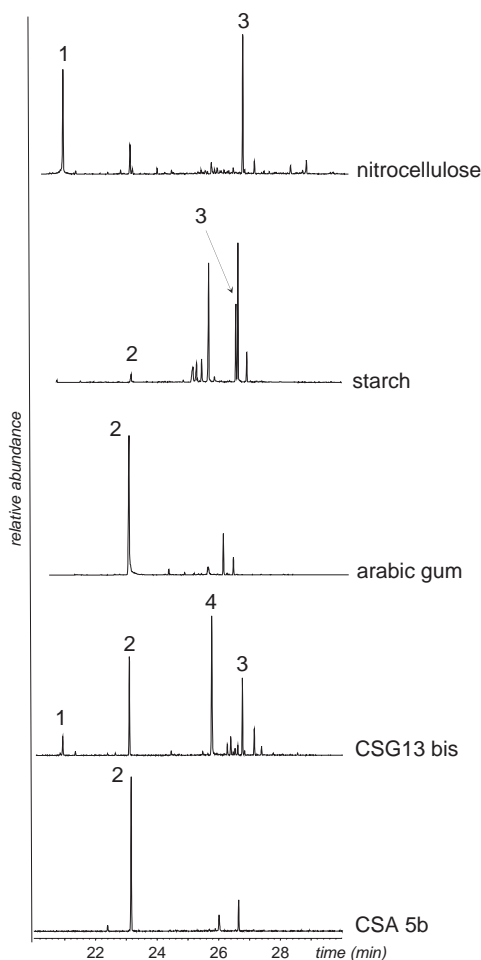 3
1
nitrocellulose
3
2
starch
2
relative abundance
arabic gum
4
2
3
1
CSG13 bis
2
CSA 5b
22 24 26 28 time (min)